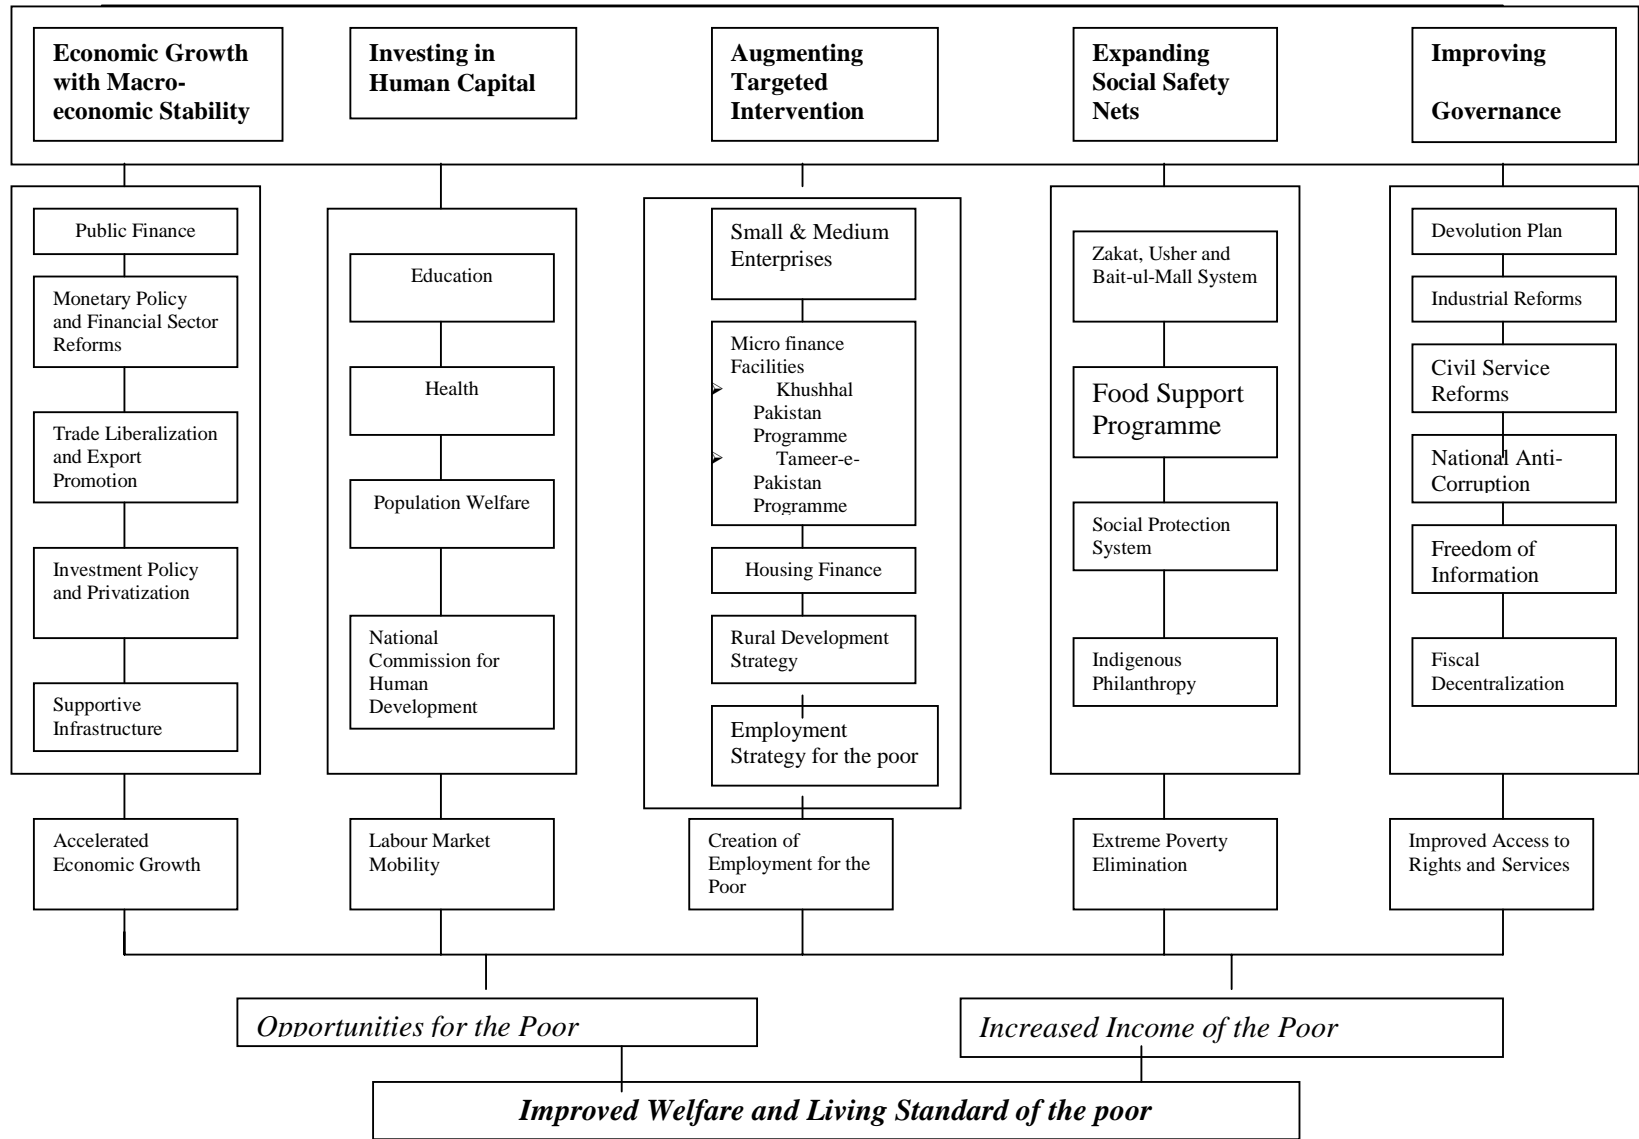 Economic Growth
with Macro-
economic Stability
Investing in
Human Capital
Augmenting
Targeted
Intervention
Expanding
Social Safety
Nets
Improving
Governance
Public Finance
Monetary Policy
and Financial Sector
Reforms
Trade Liberalization
and Export
Promotion
Investment Policy
and Privatization
Supportive
Infrastructure
Education
Health
Population Welfare
National
Commission for
Human
Development
Small & Medium
Enterprises
Micro finance
Facilities
➢ Khushhal
Pakistan
Programme
➢ Tameer-e-
Pakistan
Programme
Housing Finance
Rural Development
Strategy
Employment
Strategy for the poor
Zakat, Usher and
Bait-ul-Mall System
Food Support
Programme
Social Protection
System
Indigenous
Philanthropy
Devolution Plan
Industrial Reforms
Civil Service
Reforms
National Anti-
Corruption
Freedom of
Information
Fiscal
Decentralization
Accelerated
Economic Growth
Labour Market
Mobility
Creation of
Employment for the
Poor
Extreme Poverty
Elimination
Improved Access to
Rights and Services
Opportunities for the Poor
Increased Income of the Poor
Improved Welfare and Living Standard of the poor